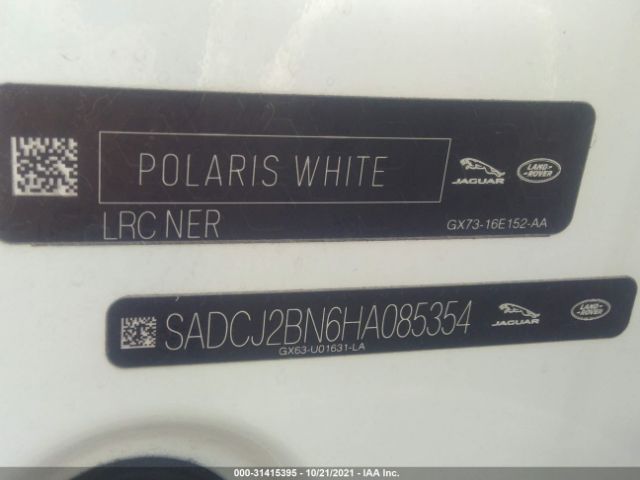 POLARIS WHITE
JAGUAR
LAND ROVER
LRC NER
GX73-16E152-AA
SADCJ2BN6HA085354
GX63-U01631-LA
JAGUAR
LAND ROVER
000-31415395 - 10/21/2021 - IAA Inc.